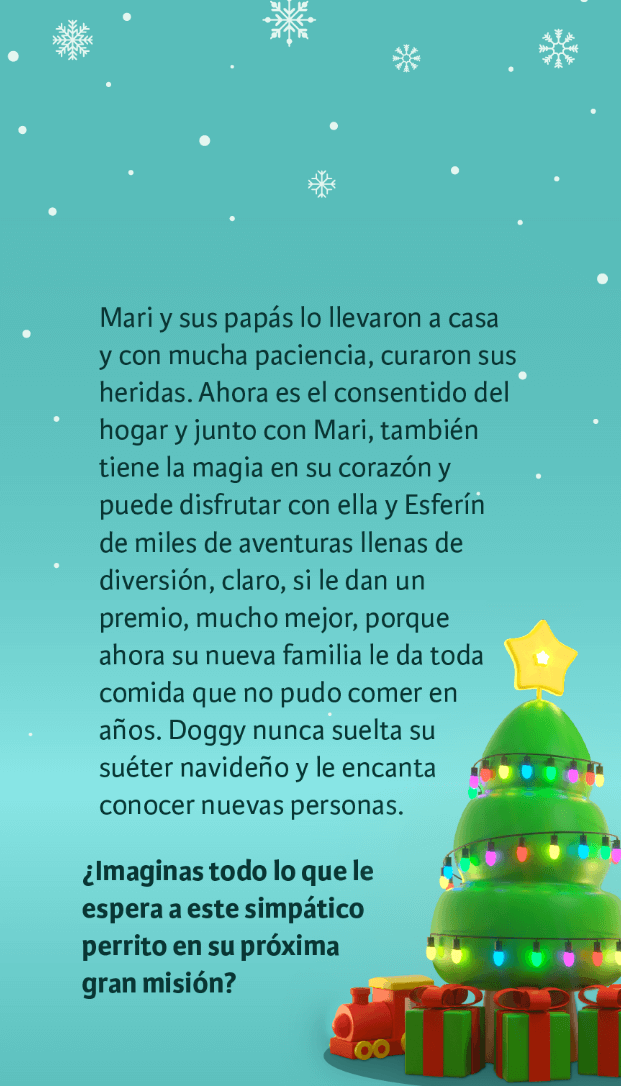 Mari y sus papás lo llevaron a casa
y con mucha paciencia, curaron sus
heridas. Ahora es el consentido del
hogar y junto con Mari, también
tiene la magia en su corazón y
puede disfrutar con ella y Esferín
de miles de aventuras llenas de
diversión, claro, si le dan un
premio, mucho mejor, porque
ahora su nueva familia le da toda
comida que no pudo comer en
años. Doggy nunca suelta su
suéter navideño y le encanta
conocer nuevas personas.
¿Imaginas todo lo que le
espera a este simpático
perrito en su próxima
gran misión?